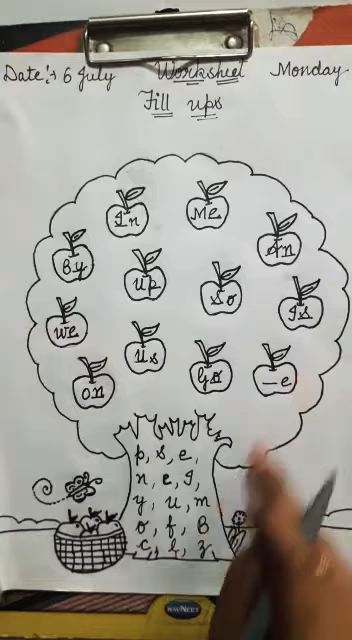 Date:- 6 July Worksheet Monday
Fill ups
In Me
An
By Up So
Is
We Us
On Go _e
p, s, e,
n, e, I,
y, u, m
o, f, B
c, l, z,
NAVNEET